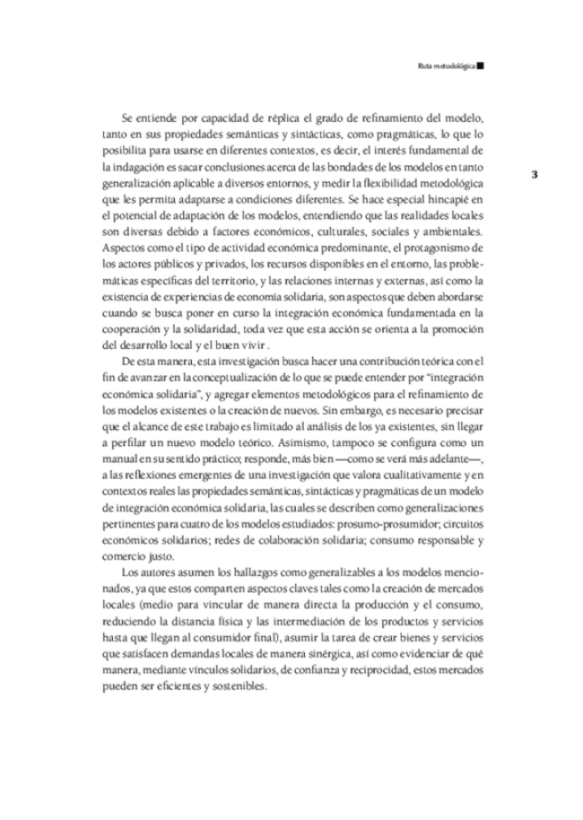 Ruta metodológica
3
Se entiende por capacidad de réplica el grado de refinamiento del modelo,
tanto en sus propiedades semánticas y sintácticas, como pragmáticas, lo que lo
posibilita para usarse en diferentes contextos, es decir, el interés fundamental de
la indagación es sacar conclusiones acerca de las bondades de los modelos en tanto
generalización aplicable a diversos entornos, y medir la flexibilidad metodológica
que les permita adaptarse a condiciones diferentes. Se hace especial hincapié en
el potencial de adaptación de los modelos, entendiendo que las realidades locales
son diversas debido a factores económicos, culturales, sociales y ambientales.
Aspectos como el tipo de actividad económica predominante, el protagonismo de
los actores públicos y privados, los recursos disponibles en el entorno, las proble-
máticas específicas del territorio, y las relaciones internas y externas, así como la
existencia de experiencias de economía solidaria, son aspectos que deben abordarse
cuando se busca poner en curso la integración económica fundamentada en la
cooperación y la solidaridad, toda vez que esta acción se orienta a la promoción
del desarrollo local y el buen vivir .
De esta manera, esta investigación busca hacer una contribución teórica con el
fin de avanzar en la conceptualización de lo que se puede entender por “integración
económica solidaria”, y agregar elementos metodológicos para el refinamiento de
los modelos existentes o la creación de nuevos. Sin embargo, es necesario precisar
que el alcance de este trabajo es limitado al análisis de los ya existentes, sin llegar
a perfilar un nuevo modelo teórico. Asimismo, tampoco se configura como un
manual en su sentido práctico; responde, más bien —como se verá más adelante—,
a las reflexiones emergentes de una investigación que valora cualitativamente y en
contextos reales las propiedades semánticas, sintácticas y pragmáticas de un modelo
de integración económica solidaria, las cuales se describen como generalizaciones
pertinentes para cuatro de los modelos estudiados: prosumo-prosumidor; circuitos
económicos solidarios; redes de colaboración solidaria; consumo responsable y
comercio justo.
Los autores asumen los hallazgos como generalizables a los modelos mencio-
nados, ya que estos comparten aspectos claves tales como la creación de mercados
locales (medio para vincular de manera directa la producción y el consumo,
reduciendo la distancia física y las intermediación de los productos y servicios
hasta que llegan al consumidor final), asumir la tarea de crear bienes y servicios
que satisfacen demandas locales de manera sinérgica, así como evidenciar de qué
manera, mediante vínculos solidarios, de confianza y reciprocidad, estos mercados
pueden ser eficientes y sostenibles.